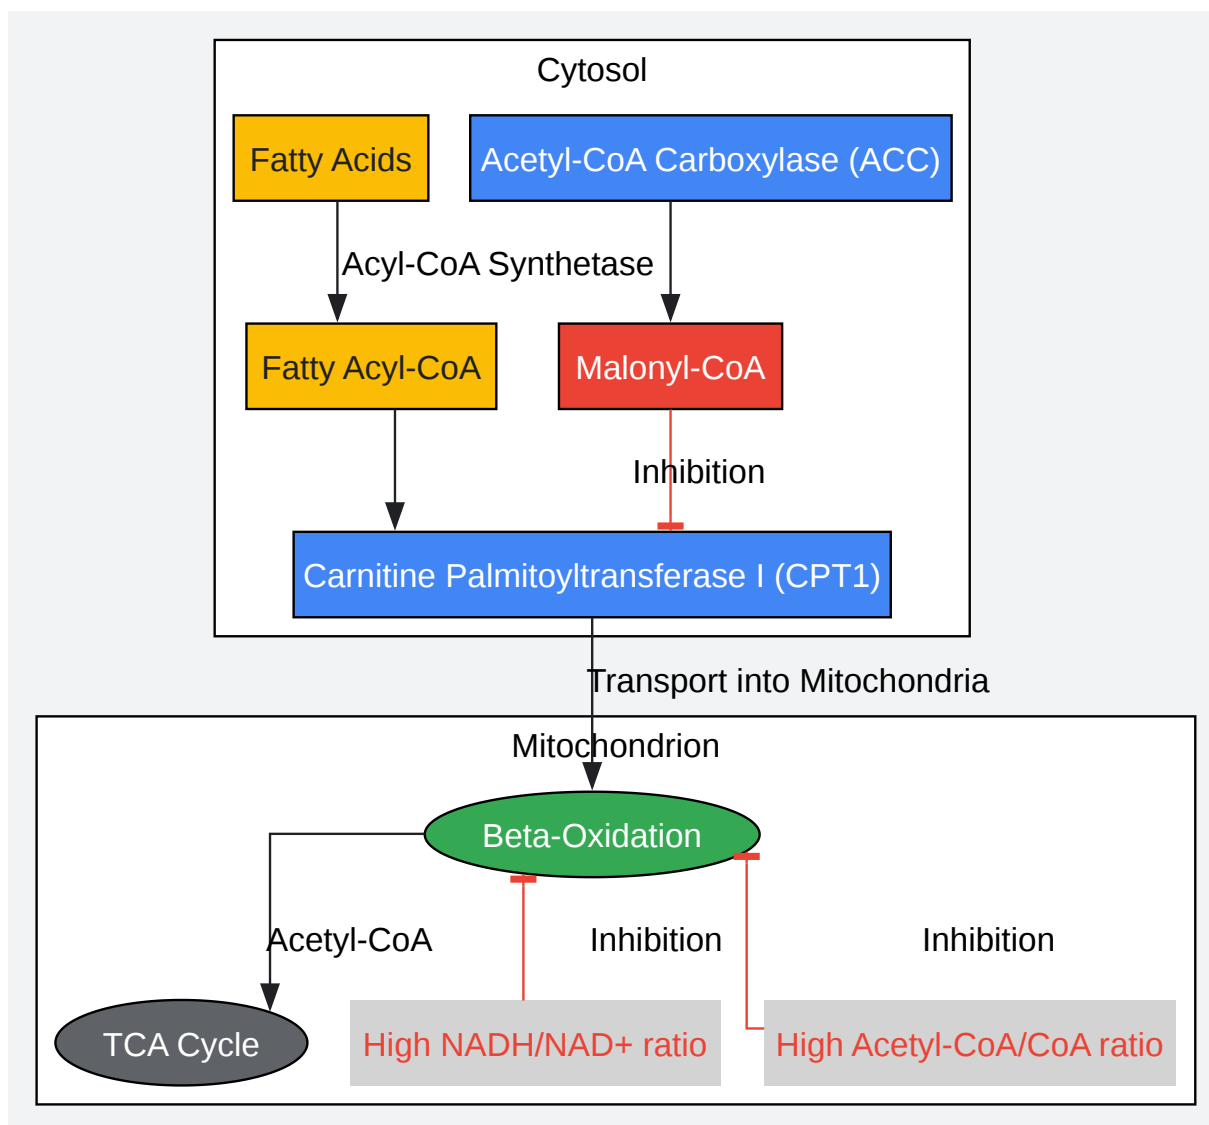 Cytosol
Fatty Acids
Acetyl-CoA Carboxylase (ACC)
Acyl-CoA Synthetase
Fatty Acyl-CoA
Malonyl-CoA
Inhibition
Carnitine Palmitoyltransferase I (CPT1)
Transport into Mitochondria
Mitochondrion
Beta-Oxidation
Acetyl-CoA
Inhibition
Inhibition
TCA Cycle
High NADH/NAD+ ratio
High Acetyl-CoA/CoA ratio